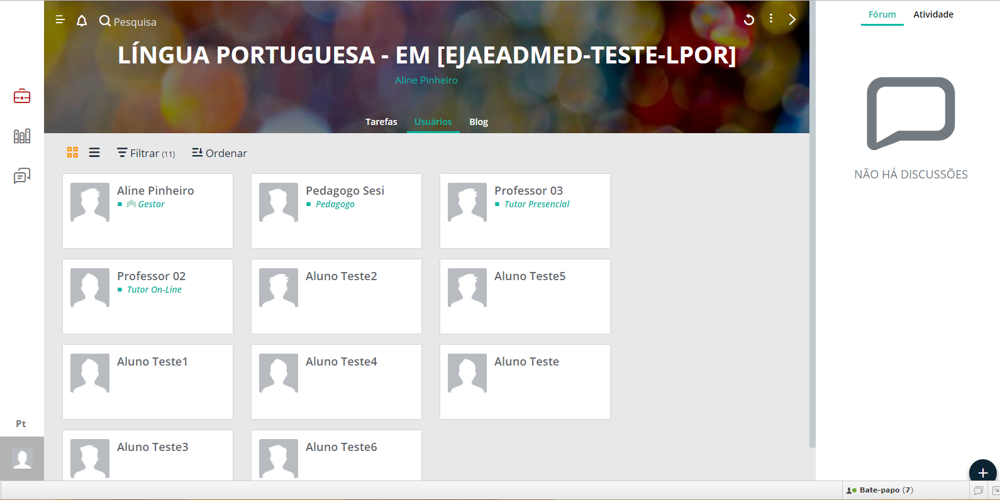 Pesquisa
LÍNGUA PORTUGUESA - EM [EJAEADMED-TESTE-LPOR]
Aline Pinheiro
Tarefas Usuários Blog
Filtrar (11) Ordenar
Aline Pinheiro
Gestor
Pedagogo Sesi
Pedagogo
Professor 03
Tutor Presencial
Professor 02
Tutor On-Line
Aluno Teste2
Aluno Teste5
Aluno Teste1
Aluno Teste4
Aluno Teste
Aluno Teste3
Aluno Teste6
Pt
Fórum Atividade
NÃO HÁ DISCUSSÕES
Bate-papo (7)